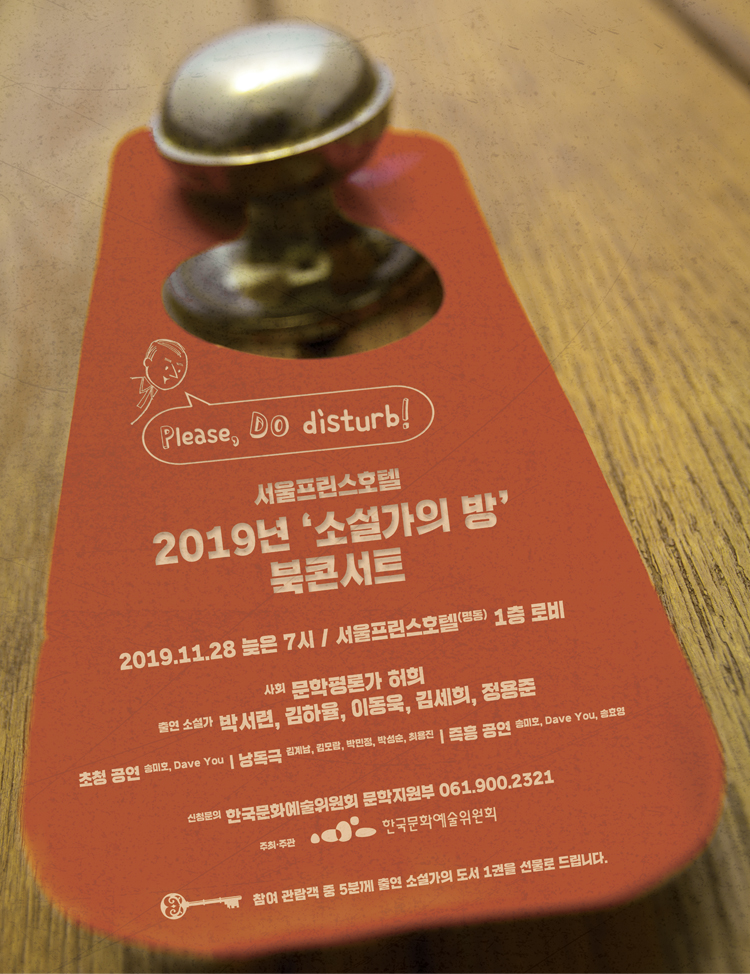 Please, Do disturb!
서울프린스호텔
2019년 ‘소설가의 방’
북콘서트
2019.11.28 늦은 7시 / 서울프린스호텔(명동) 1층 로비
사회 문학평론가 허희
출연 소설가 박서련, 김하율, 이동욱, 김세희, 정용준
초청 공연 송미호, Dave You | 낭독극 김계남, 김모람, 박민정, 박성순, 최용진 | 즉흥 공연 송미호, Dave You, 송효영
신청문의 한국문화예술위원회 문학지원부 061.900.2321
주최·주관 한국문화예술위원회
참여 관람객 중 5분께 출연 소설가의 도서 1권을 선물로 드립니다.